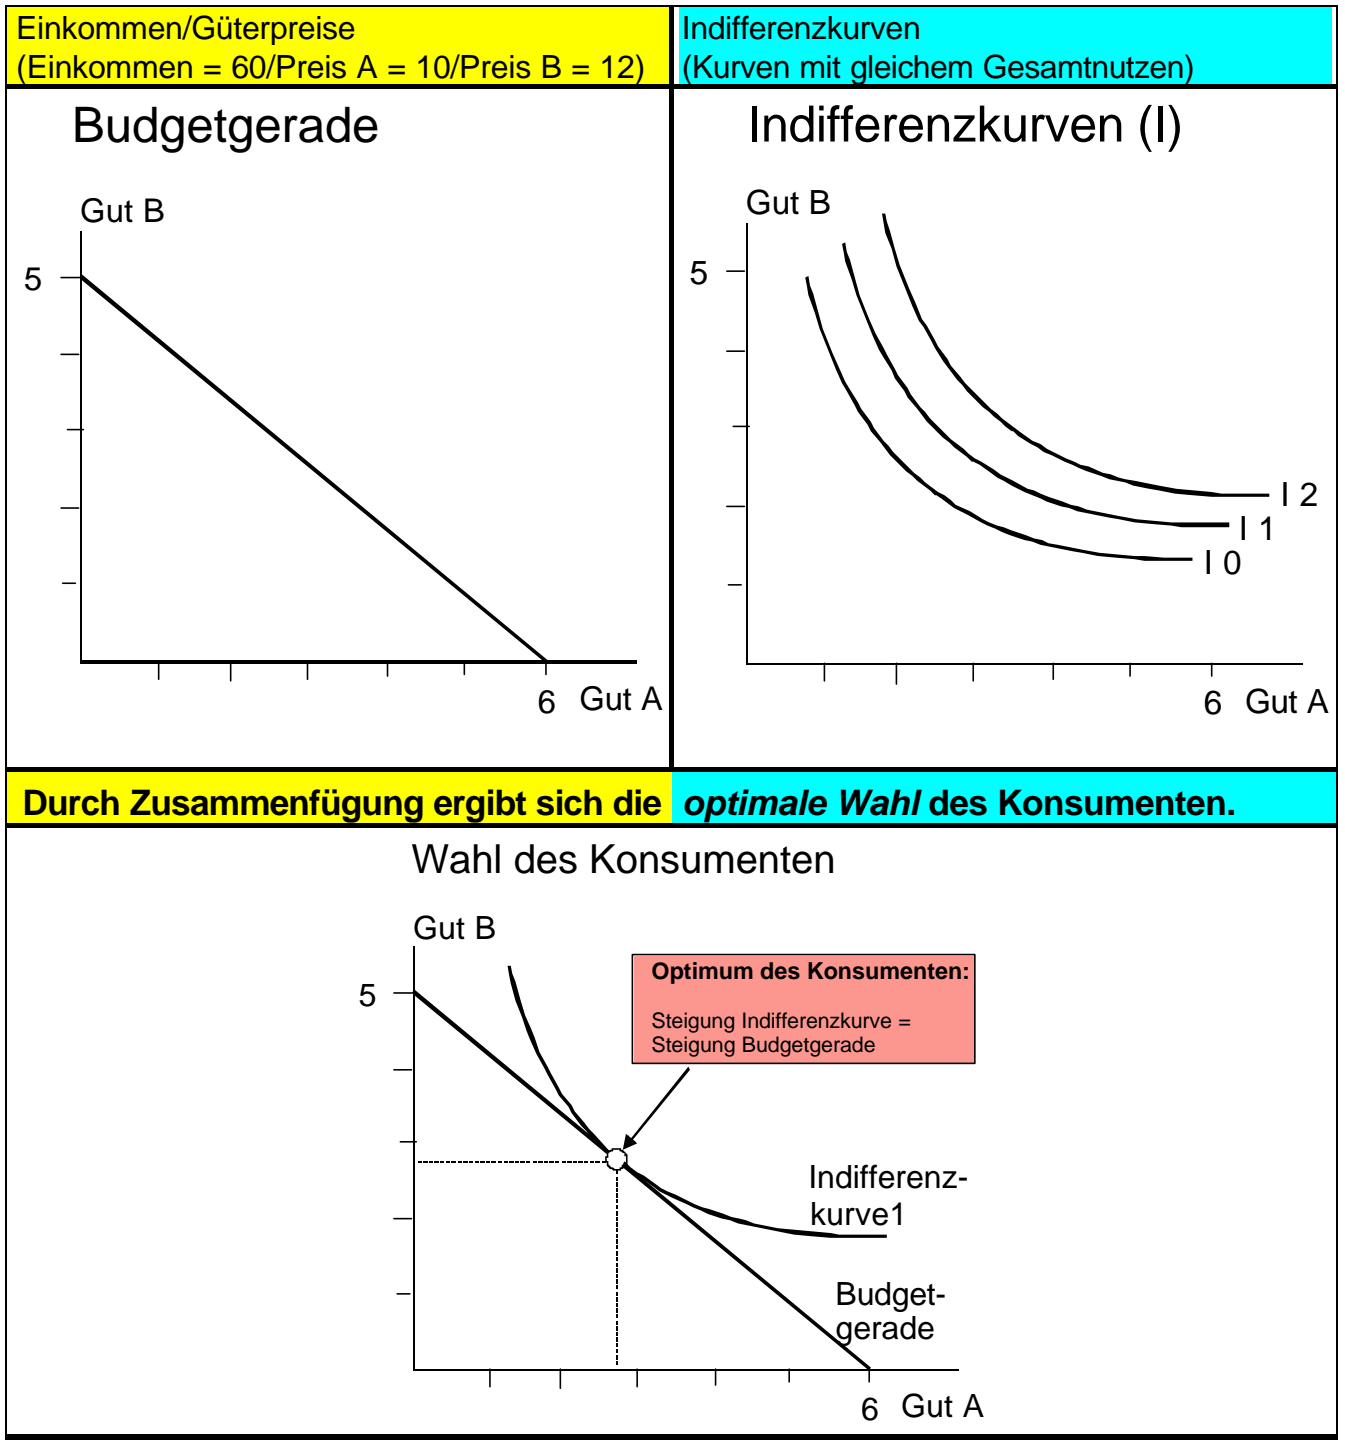 Einkommen/Güterpreise
(Einkommen = 60/Preis A = 10/Preis B = 12)
Indifferenzkurven
(Kurven mit gleichem Gesamtnutzen)
Budgetgerade
Gut B
5
6
Gut A
Indifferenzkurven (I)
Gut B
5
I 2
I 1
I 0
6
Gut A
Durch Zusammenfügung ergibt sich die optimale Wahl des Konsumenten.
Wahl des Konsumenten
Gut B
5
Optimum des Konsumenten:
Steigung Indifferenzkurve =
Steigung Budgetgerade
Indifferenz-
kurve1
Budget-
gerade
6
Gut A